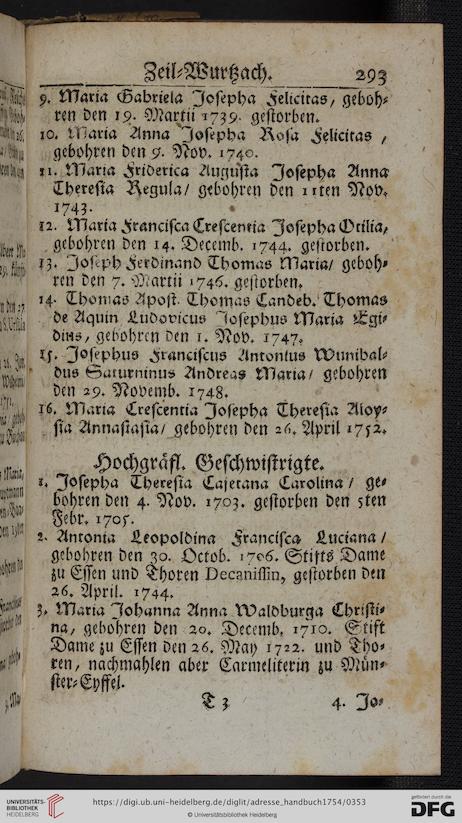 Zeil-Wurtzach. 293
9. Maria Gabriela Josepha Felicitas, geboh-
ren den 19. Martii 1739. gestorben.
10. Maria Anna Josepha Rosa Felicitas,
gebohren den 9. Nov. 1740.
11. Maria Friderica Augusta Josepha Anna
Theresia Regula/ gebohren den 11ten Nov.
1743.
12. Maria Francisca Crescentia Josepha Otilia,
gebohren den 14. Decemb. 1744. gestorben.
13. Joseph Ferdinand Thomas Maria/ geboh-
ren den 7. Martii 1746. gestorben.
14. Thomas Apost. Thomas Candeb. Thomas
de Aquin Ludovicus Josephus Maria Egi-
dius, gebohren den 1. Nov. 1747.
15. Josephus Franciscus Antonius Wunibal-
dus Saturninus Andreas Maria/ gebohren
den 29. Novemb. 1748.
16. Maria Crescentia Josepha Theresia Aloy-
sia Annastasia/ gebohren den 26. April 1752.
Hochgräfl. Geschwistrigte.
1. Josepha Theresia Cajetana Carolina/ ge-
bohren den 4. Nov. 1703. gestorben den 5ten
Febr. 1705.
2. Antonia Leopoldina Francisca Luciana/
gebohren den 30. Octob. 1706. Stifts Dame
zu Essen und Thoren Decanissin, gestorben den
26. April. 1744.
3. Maria Johanna Anna Waldburga Christi-
na, gebohren den 20. Decemb. 1710. Stift
Dame zu Essen den 26. May 1722. und Tho-
ren, nachmahlen aber Carmeliterin zu Mün-
ster-Eyffel.
T 3 4. Jo-
UNIVERSITÄTS-
BIBLIOTHEK
HEIDELBERG
https://digi.ub.uni-heidelberg.de/diglit/adresse_handbuch1754/0353
© Universitätsbibliothek Heidelberg
gefördert durch die
DFG